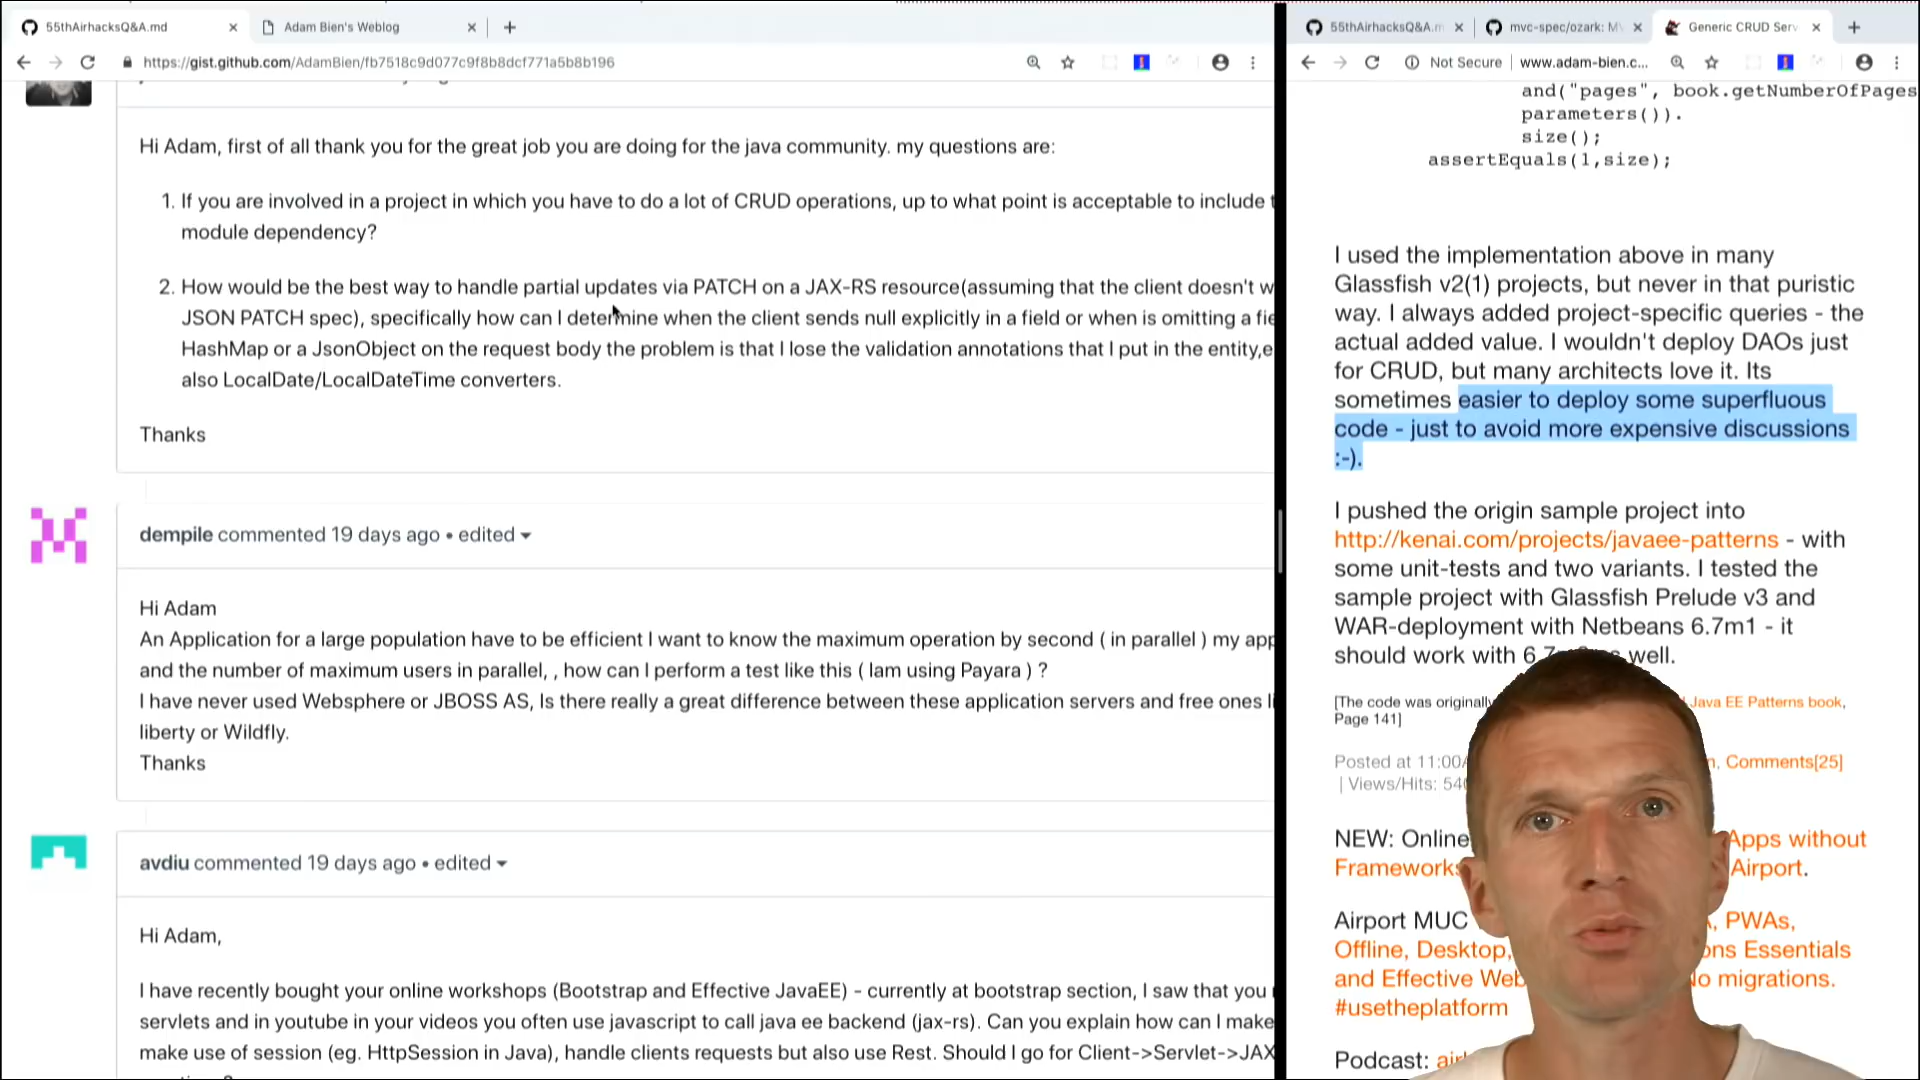 55thAirhacksQ&A.md
Adam Bien's Weblog
https://gist.github.com/AdamBien/fb7518c9d077c9f8b8dcf771a5b8b196
Hi Adam, first of all thank you for the great job you are doing for the java community. my questions are:
1. If you are involved in a project in which you have to do a lot of CRUD operations, up to what point is acceptable to include t
module dependency?
2. How would be the best way to handle partial updates via PATCH on a JAX-RS resource(assuming that the client doesn't w
JSON PATCH spec), specifically how can I determine when the client sends null explicitly in a field or when is omitting a fie
HashMap or a JsonObject on the request body the problem is that I lose the validation annotations that I put in the entity,e
also LocalDate/LocalDateTime converters.
Thanks
dempile commented 19 days ago • edited
Hi Adam
An Application for a large population have to be efficient I want to know the maximum operation by second ( in parallel ) my app
and the number of maximum users in parallel, , how can I perform a test like this ( Iam using Payara ) ?
I have never used Websphere or JBOSS AS, Is there really a great difference between these application servers and free ones li
liberty or Wildfly.
Thanks
avdiu commented 19 days ago • edited
Hi Adam,
I have recently bought your online workshops (Bootstrap and Effective JavaEE) - currently at bootstrap section, I saw that you
servlets and in youtube in your videos you often use javascript to call java ee backend (jax-rs). Can you explain how can I make
make use of session (eg. HttpSession in Java), handle clients requests but also use Rest. Should I go for Client->Servlet->JAX
55thAirhacksQ&A.m
mvc-spec/ozark: M
Generic CRUD Serv
Not Secure
www.adam-bien.c...
and("pages", book.getNumberOfPages
parameters()).
size();
assertEquals(1,size);
I used the implementation above in many
Glassfish v2(1) projects, but never in that puristic
way. I always added project-specific queries - the
actual added value. I wouldn't deploy DAOs just
for CRUD, but many architects love it. Its
sometimes easier to deploy some superfluous
code - just to avoid more expensive discussions
:-).
I pushed the origin sample project into
http://kenai.com/projects/javaee-patterns - with
some unit-tests and two variants. I tested the
sample project with Glassfish Prelude v3 and
WAR-deployment with Netbeans 6.7m1 - it
should work with 6 well.
[The code was originally Java EE Patterns book,
Page 141]
Posted at 11:00 Comments[25]
| Views/Hits: 54
NEW: Online Apps without
Frameworks Airport.
Airport MUC PWAs,
Offline, Desktop, ons Essentials
and Effective Web No migrations.
#usetheplatform
Podcast: air